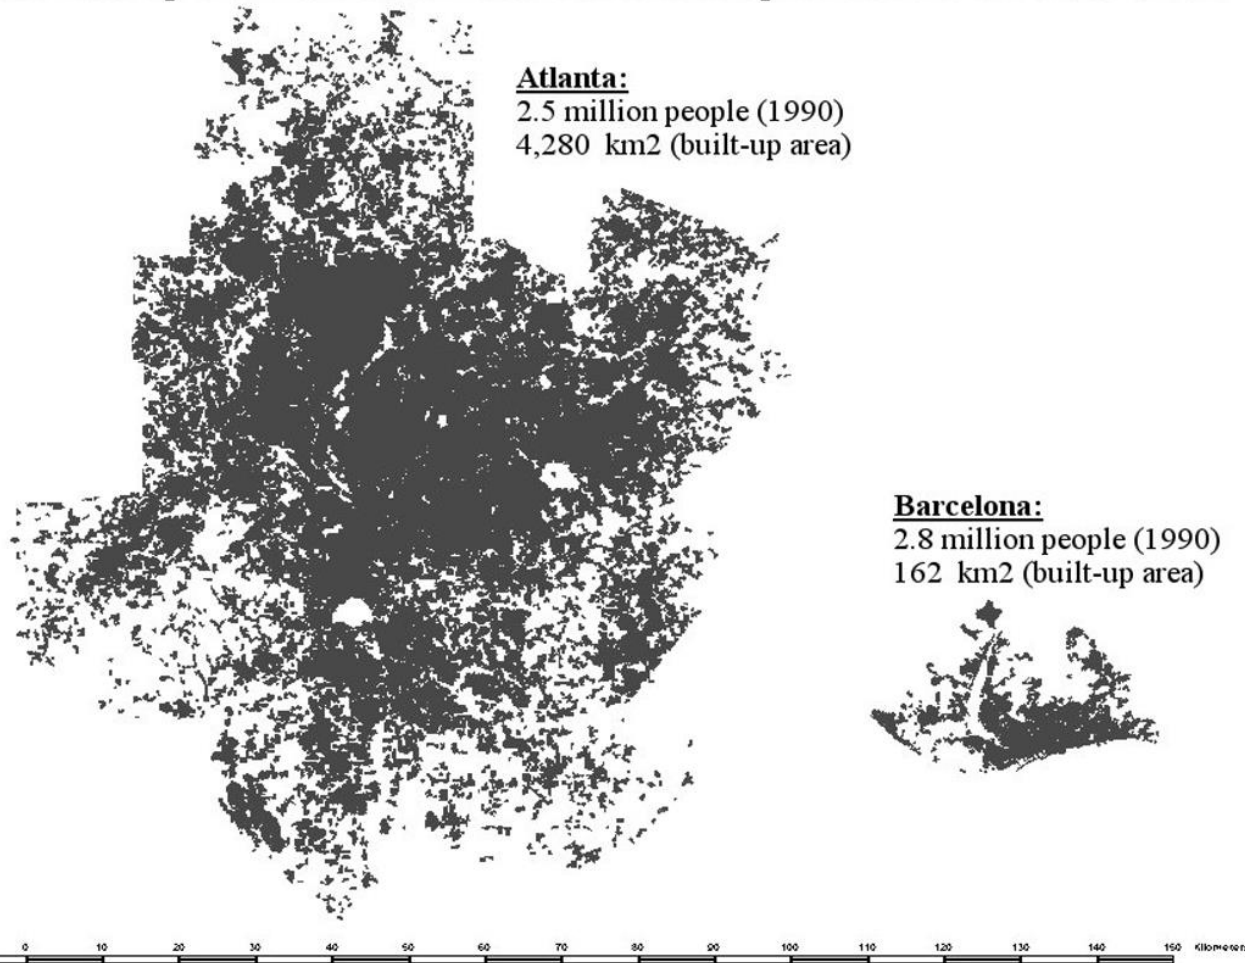 Atlanta:
2.5 million people (1990)
4,280 km2 (built-up area)
Barcelona:
2.8 million people (1990)
162 km2 (built-up area)
0 10 20 30 40 50 60 70 80 90 100 110 120 130 140 150 Kilometers